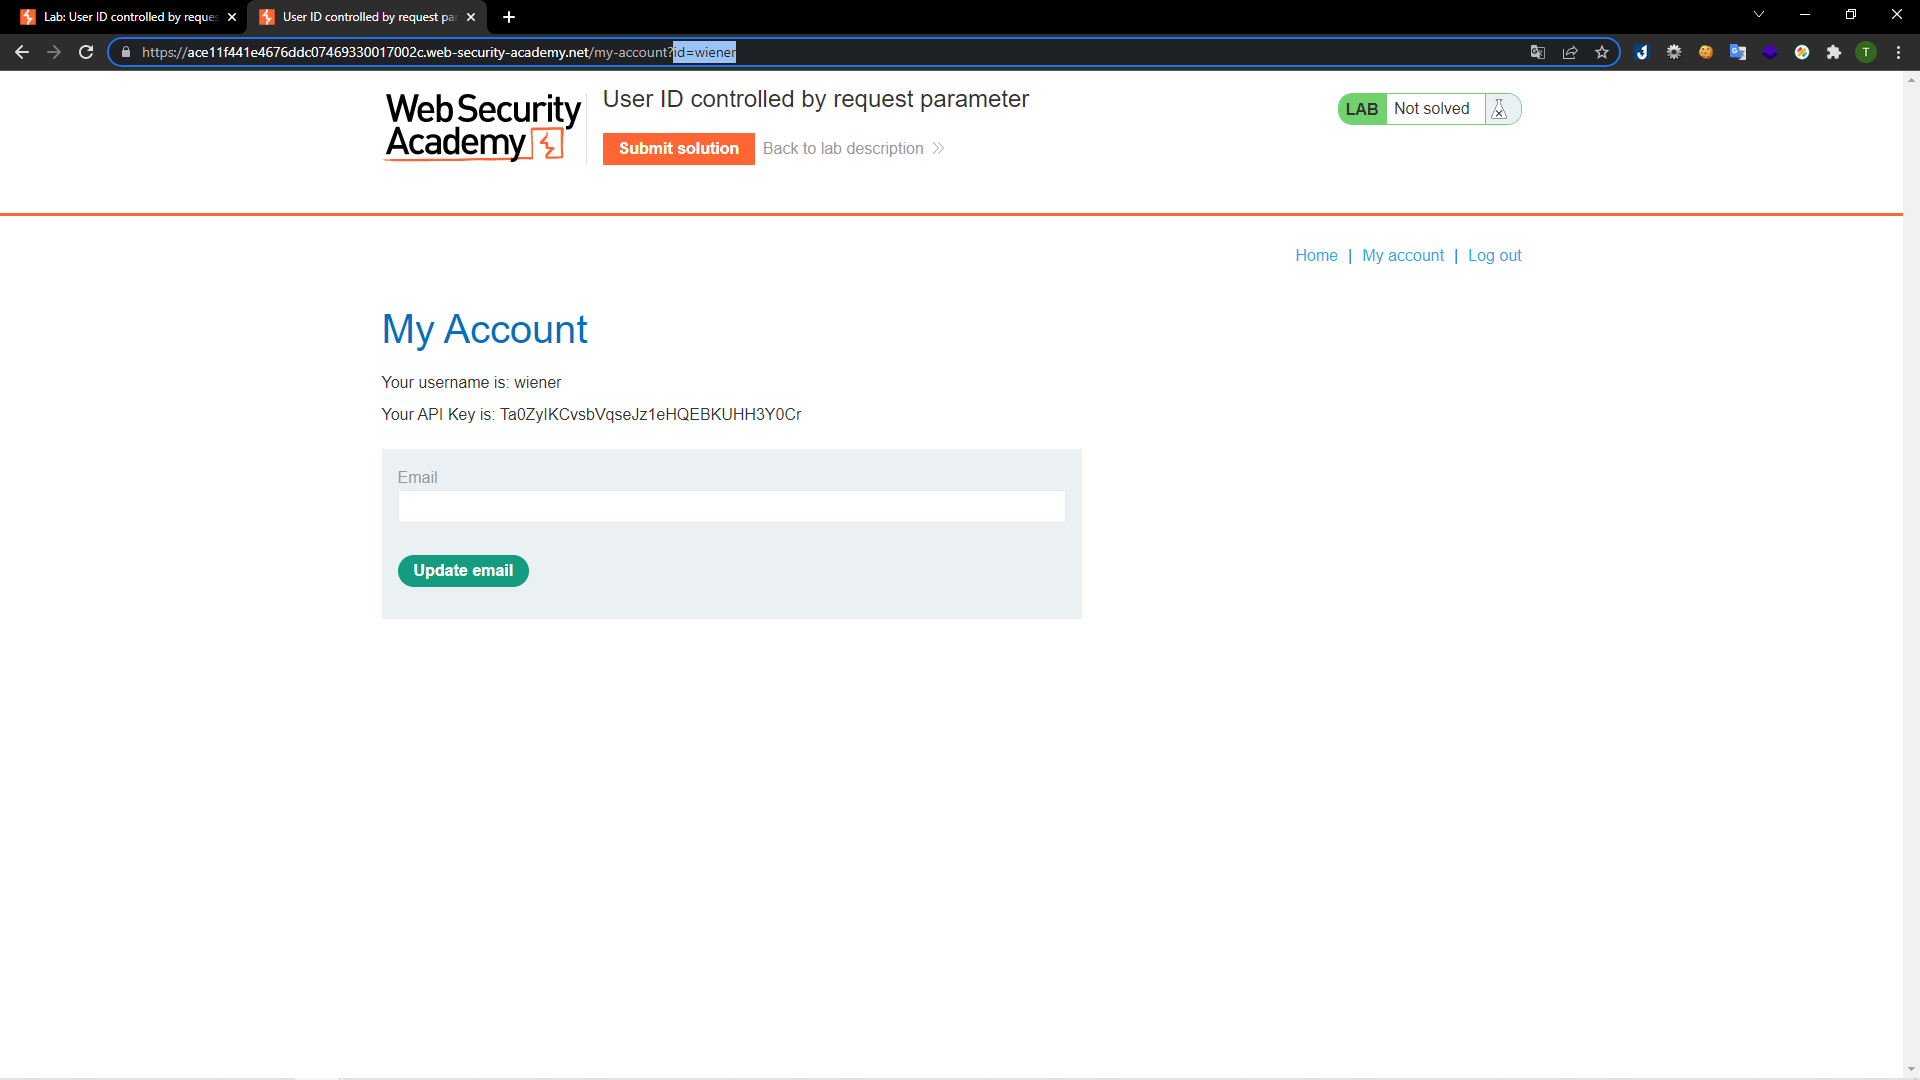 Lab: User ID controlled by reques
User ID controlled by request par
https://ace11f441e4676ddc07469330017002c.web-security-academy.net/my-account?id=wiener
T
Web Security
Academy
User ID controlled by request parameter
Submit solution
Back to lab description
LAB
Not solved
Home | My account | Log out
My Account
Your username is: wiener
Your API Key is: Ta0ZylKCvsbVqseJz1eHQEBKUHH3Y0Cr
Email
Update email